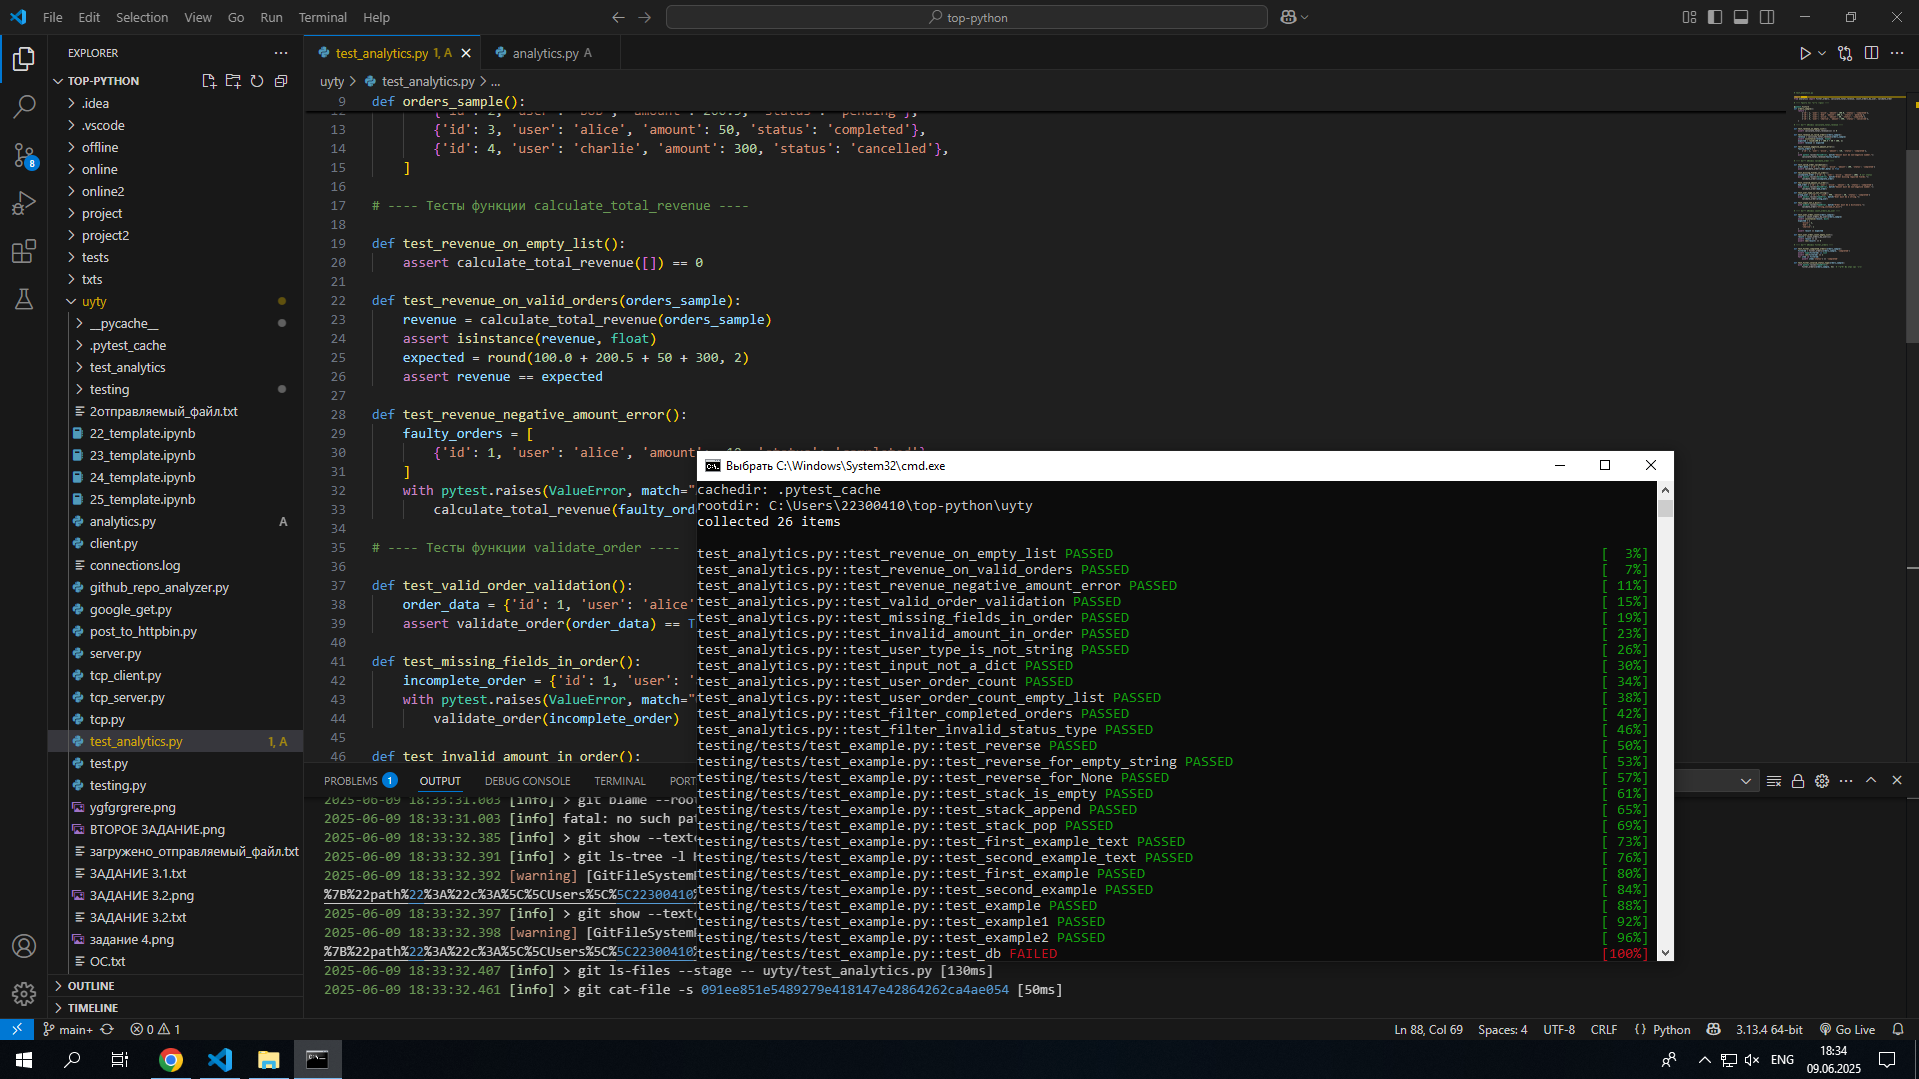 File Edit Selection View Go Run Terminal Help
top-python
EXPLORER
TOP-PYTHON
.idea
.vscode
offline
online
online2
project
project2
tests
txts
uyty
__pycache__
.pytest_cache
test_analytics
testing
2отправляемый_файл.txt
22_template.ipynb
23_template.ipynb
24_template.ipynb
25_template.ipynb
analytics.py A
client.py
connections.log
github_repo_analyzer.py
google_get.py
post_to_httpbin.py
server.py
tcp_client.py
tcp_server.py
tcp.py
test_analytics.py 1, A
test.py
testing.py
ygfgrgrere.png
ВТОРОЕ ЗАДАНИЕ.png
загружено_отправляемый_файл.txt
ЗАДАНИЕ 3.1.txt
ЗАДАНИЕ 3.2.png
ЗАДАНИЕ 3.2.txt
задание 4.png
ОС.txt
OUTLINE
TIMELINE
8
test_analytics.py 1, A
analytics.py A
uyty > test_analytics.py > ...
9 def orders_sample():
13 {'id': 3, 'user': 'alice', 'amount': 50, 'status': 'completed'},
14 {'id': 4, 'user': 'charlie', 'amount': 300, 'status': 'cancelled'},
15 ]
16
17 # ---- Тесты функции calculate_total_revenue ----
18
19 def test_revenue_on_empty_list():
20 assert calculate_total_revenue([]) == 0
21
22 def test_revenue_on_valid_orders(orders_sample):
23 revenue = calculate_total_revenue(orders_sample)
24 assert isinstance(revenue, float)
25 expected = round(100.0 + 200.5 + 50 + 300, 2)
26 assert revenue == expected
27
28 def test_revenue_negative_amount_error():
29 faulty_orders = [
30 {'id': 1, 'user': 'alice', 'amount'
31 ]
32 with pytest.raises(ValueError, match="
33 calculate_total_revenue(faulty_ord
34
35 # ---- Тесты функции validate_order ----
36
37 def test_valid_order_validation():
38 order_data = {'id': 1, 'user': 'alice'
39 assert validate_order(order_data) == T
40
41 def test_missing_fields_in_order():
42 incomplete_order = {'id': 1, 'user': '
43 with pytest.raises(ValueError, match="
44 validate_order(incomplete_order)
45
46 def test_invalid_amount_in_order():
PROBLEMS 1 OUTPUT DEBUG CONSOLE TERMINAL PORT
2025-06-09 18:33:31.003 [info] > git blame --roo
2025-06-09 18:33:31.003 [info] fatal: no such pat
2025-06-09 18:33:32.385 [info] > git show --textc
2025-06-09 18:33:32.391 [info] > git ls-tree -l H
2025-06-09 18:33:32.392 [warning] [GitFileSystemP
%7B%22path%22%3A%22c%3A%5C%5CUsers%5C%5C22300410%
2025-06-09 18:33:32.397 [info] > git show --textc
2025-06-09 18:33:32.398 [warning] [GitFileSystemP
%7B%22path%22%3A%22c%3A%5C%5CUsers%5C%5C22300410%
2025-06-09 18:33:32.407 [info] > git ls-files --stage -- uyty/test_analytics.py [130ms]
2025-06-09 18:33:32.461 [info] > git cat-file -s 091ee851e5489279e418147e42864262ca4ae054 [50ms]
Выбрать C:\Windows\System32\cmd.exe
cachedir: .pytest_cache
rootdir: C:\Users\22300410\top-python\uyty
collected 26 items
test_analytics.py::test_revenue_on_empty_list PASSED [ 3%]
test_analytics.py::test_revenue_on_valid_orders PASSED [ 7%]
test_analytics.py::test_revenue_negative_amount_error PASSED [ 11%]
test_analytics.py::test_valid_order_validation PASSED [ 15%]
test_analytics.py::test_missing_fields_in_order PASSED [ 19%]
test_analytics.py::test_invalid_amount_in_order PASSED [ 23%]
test_analytics.py::test_user_type_is_not_string PASSED [ 26%]
test_analytics.py::test_input_not_a_dict PASSED [ 30%]
test_analytics.py::test_user_order_count PASSED [ 34%]
test_analytics.py::test_user_order_count_empty_list PASSED [ 38%]
test_analytics.py::test_filter_completed_orders PASSED [ 42%]
test_analytics.py::test_filter_invalid_status_type PASSED [ 46%]
testing/tests/test_example.py::test_reverse PASSED [ 50%]
testing/tests/test_example.py::test_reverse_for_empty_string PASSED [ 53%]
testing/tests/test_example.py::test_reverse_for_None PASSED [ 57%]
testing/tests/test_example.py::test_stack_is_empty PASSED [ 61%]
testing/tests/test_example.py::test_stack_append PASSED [ 65%]
testing/tests/test_example.py::test_stack_pop PASSED [ 69%]
testing/tests/test_example.py::test_first_example_text PASSED [ 73%]
testing/tests/test_example.py::test_second_example_text PASSED [ 76%]
testing/tests/test_example.py::test_first_example PASSED [ 80%]
testing/tests/test_example.py::test_second_example PASSED [ 84%]
testing/tests/test_example.py::test_example PASSED [ 88%]
testing/tests/test_example.py::test_example1 PASSED [ 92%]
testing/tests/test_example.py::test_example2 PASSED [ 96%]
testing/tests/test_example.py::test_db FAILED [100%]
main+ 0 1
Ln 88, Col 69 Spaces: 4 UTF-8 CRLF {} Python 3.13.4 64-bit Go Live
ENG
18:34
09.06.2025